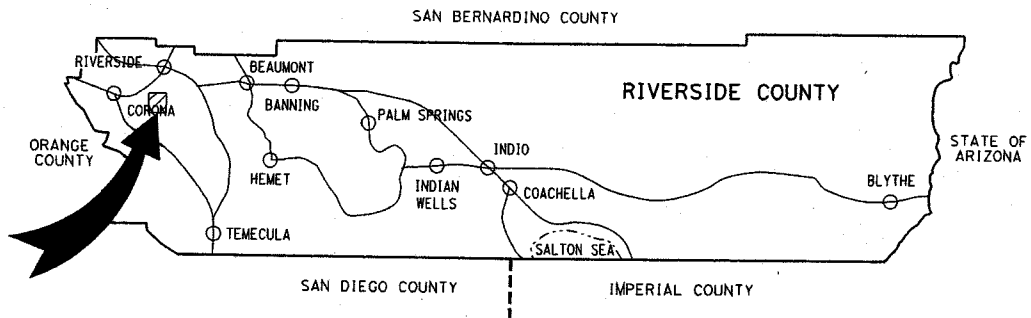 SAN BERNARDINO COUNTY
RIVERSIDE
BEAUMONT
BANNING
RIVERSIDE COUNTY
CORONA
PALM SPRINGS
ORANGE
COUNTY
STATE OF
ARIZONA
INDIO
HEMET
INDIAN
WELLS
COACHELLA
BLYTHE
TEMECULA
SALTON SEA
SAN DIEGO COUNTY
IMPERIAL COUNTY